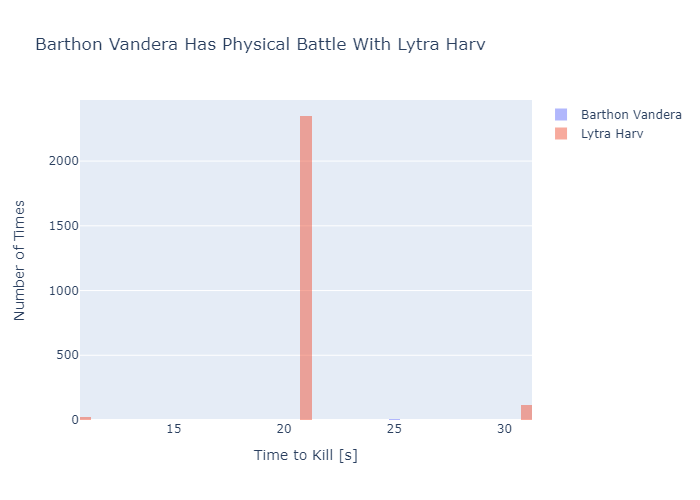 Barthon Vandera Has Physical Battle With Lytra Harv
Barthon Vandera
Lytra Harv
2000
1500
1000
500
0
15 20 25 30
Number of Times
Time to Kill [s]